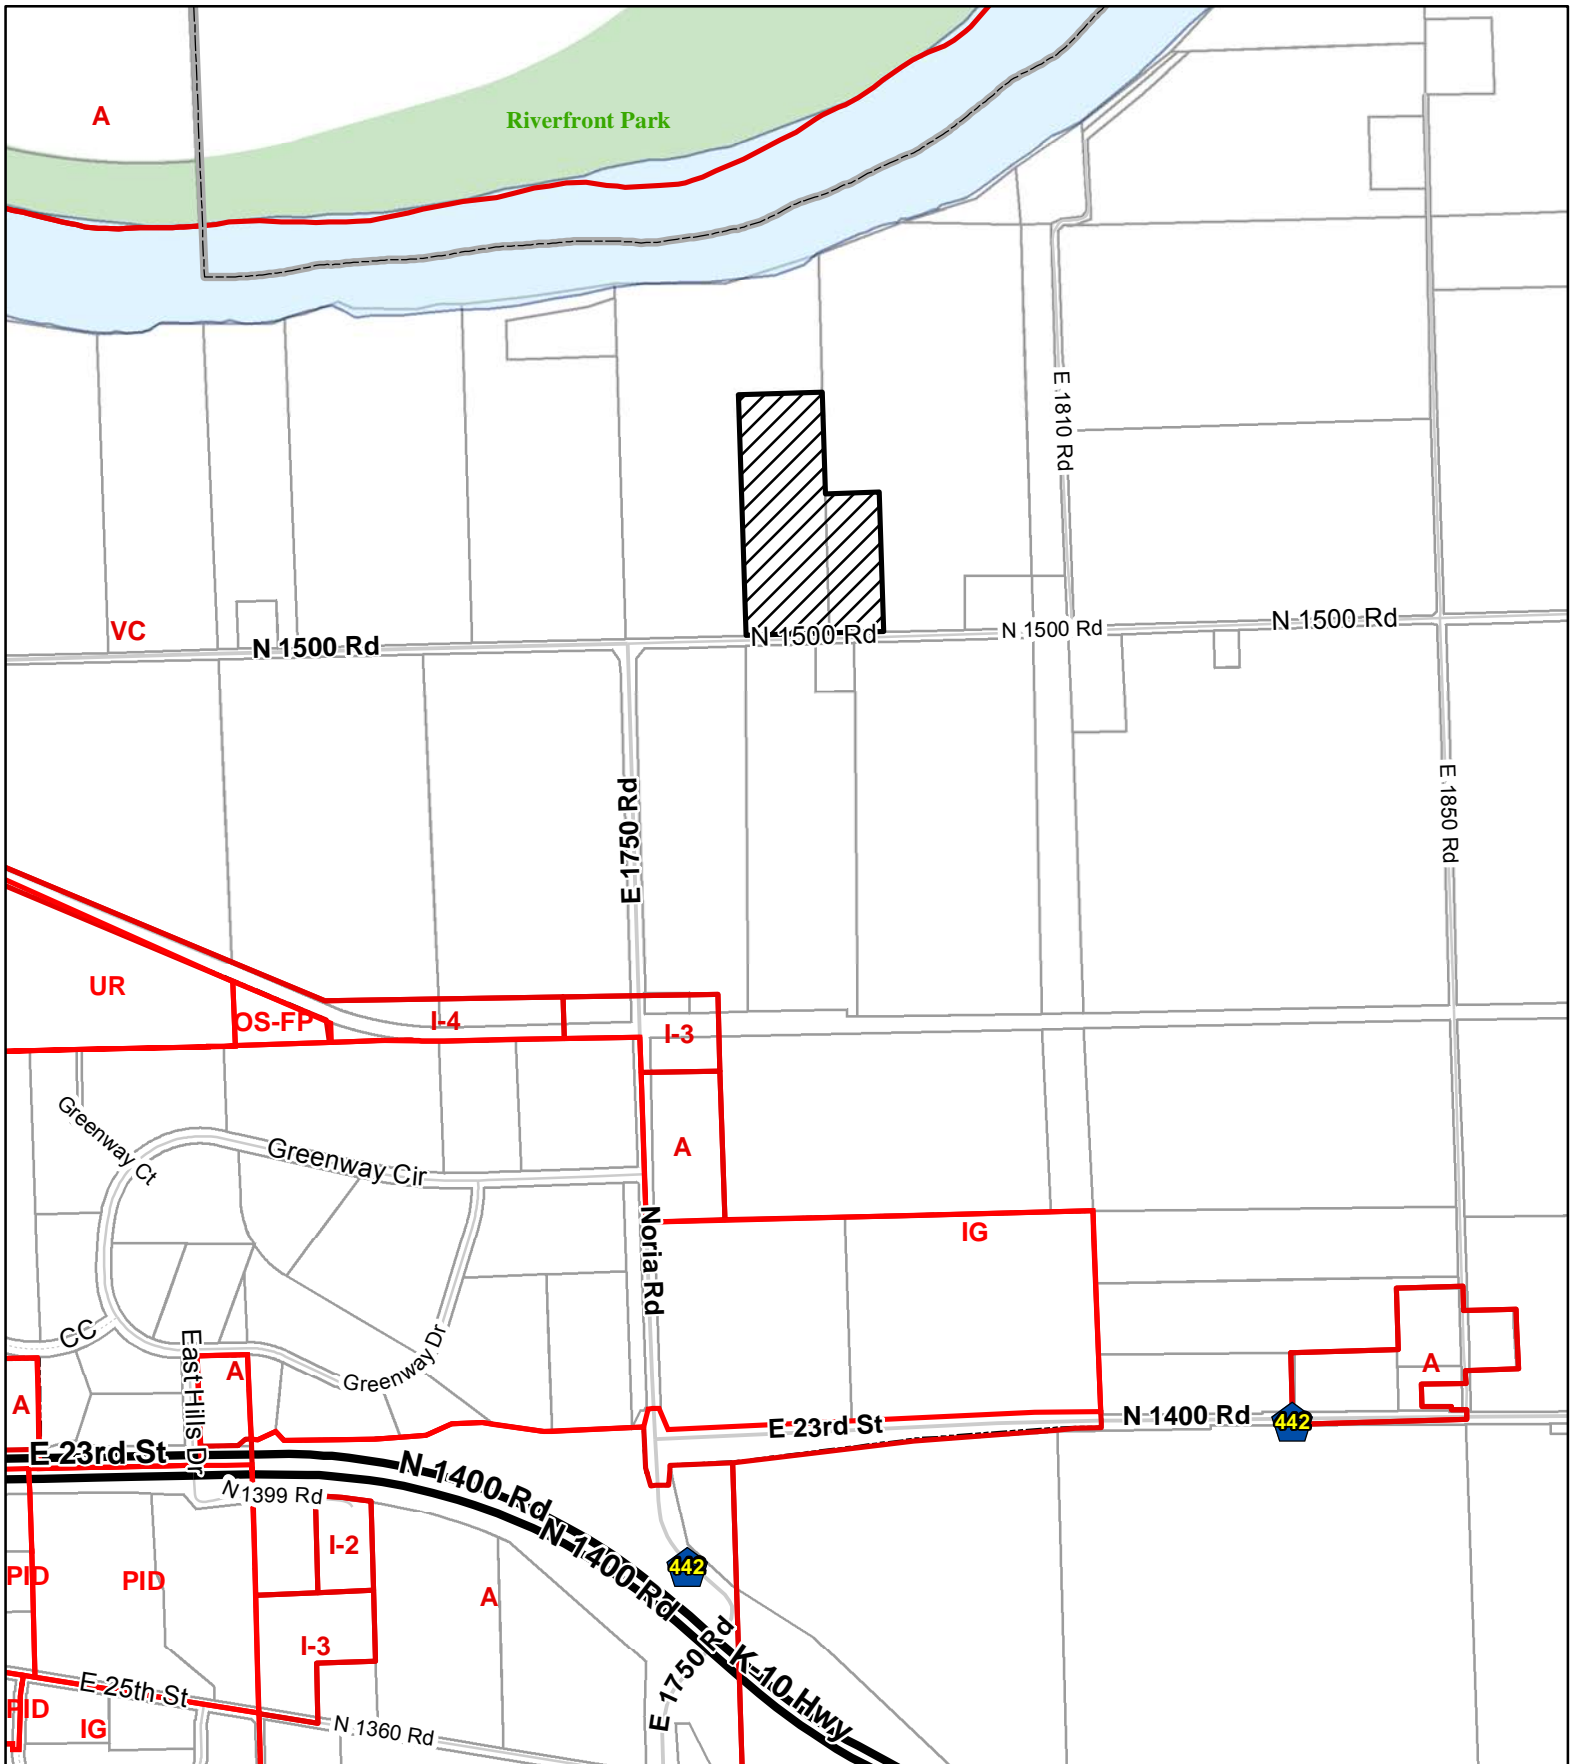 A
Riverfront Park
E 1810 Rd
VC
N 1500 Rd
N 1500 Rd
N 1500 Rd
N 1500 Rd
E 1750 Rd
E 1850 Rd
UR
OS-FP
I-4
I-3
A
Greenway Ct
Greenway Cir
Noria Rd
IG
CC
East Hills Dr
A
Greenway Dr
A
A
E 23rd St
E 23rd St
N 1400 Rd
442
N 1400 Rd
N 1399 Rd
N 1400 Rd
I-2
442
PID
PID
A
I-3
E 1750 Rd
K-10 Hwy
E 25th St
PID
IG
N 1360 Rd